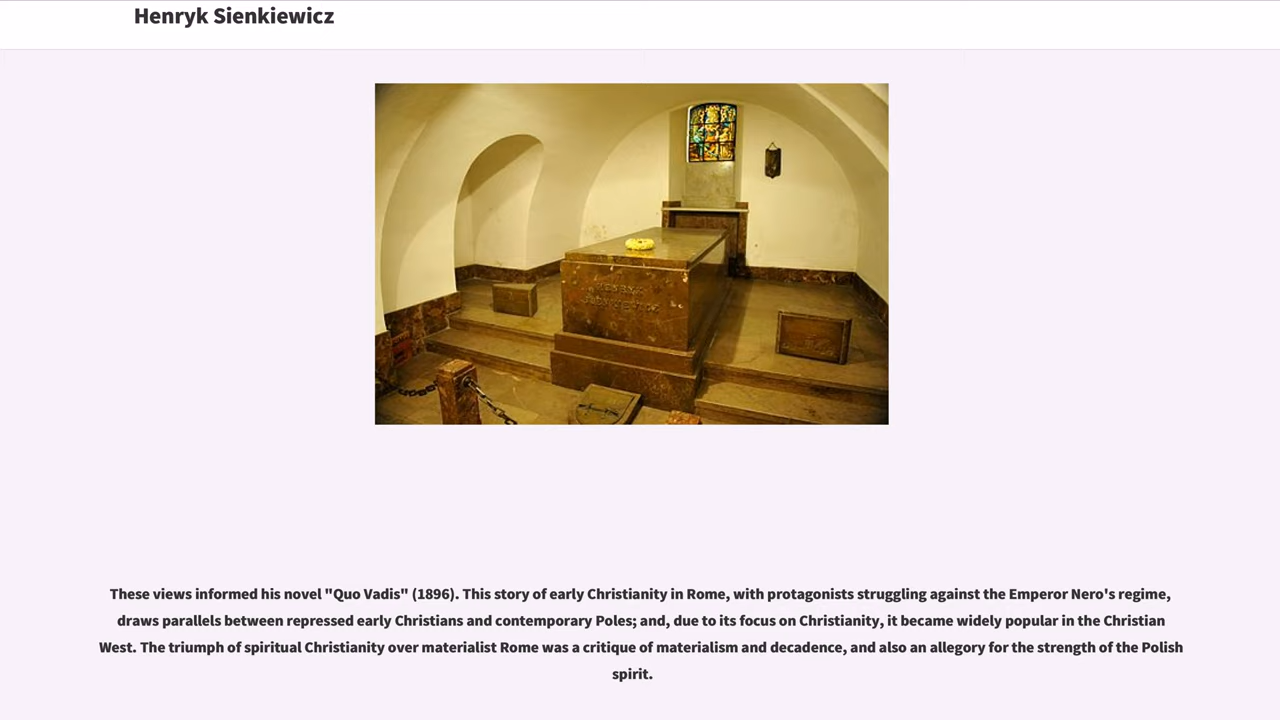 Henryk Sienkiewicz
HENRYK
SIENKIEWICZ
These views informed his novel "Quo Vadis" (1896). This story of early Christianity in Rome, with protagonists struggling against the Emperor Nero's regime,
draws parallels between repressed early Christians and contemporary Poles; and, due to its focus on Christianity, it became widely popular in the Christian
West. The triumph of spiritual Christianity over materialist Rome was a critique of materialism and decadence, and also an allegory for the strength of the Polish
spirit.